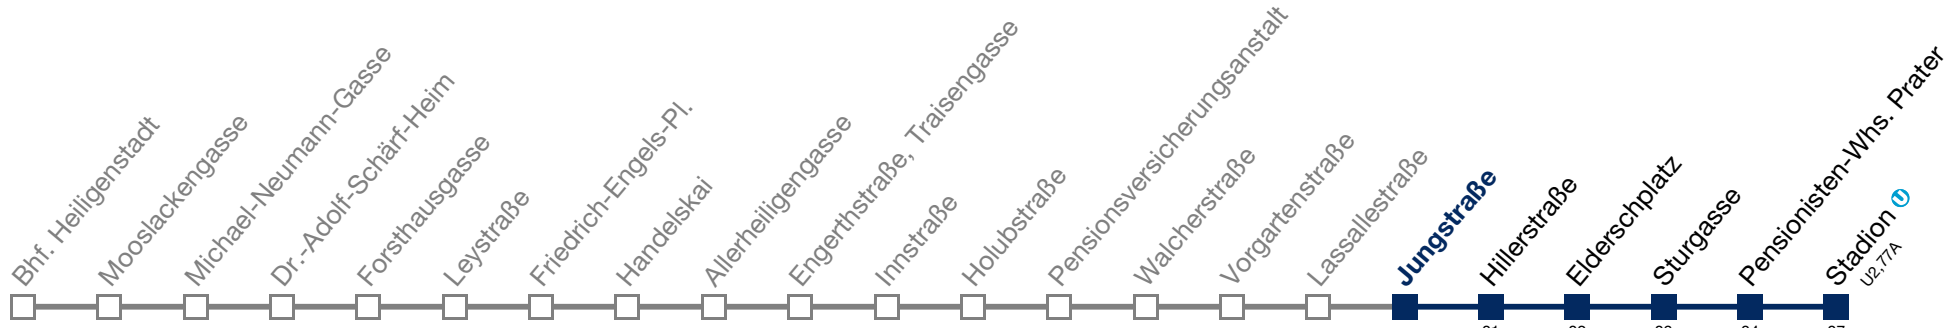 Bhf. Heiligenstadt
Mooslackengasse
Michael-Neumann-Gasse
Dr.-Adolf-Schärf-Heim
Forsthausgasse
Leystraße
Friedrich-Engels-Pl.
Handelskai
Allerheiligengasse
Engerthstraße, Traisengasse
Innstraße
Holubstraße
Pensionsversicherungsanstalt
Walcherstraße
Vorgartenstraße
Lassallestraße
Jungstraße
Hillerstraße
Elderschplatz
Sturgasse
Pensionisten-Whs. Prater
Stadion U
U2,77A